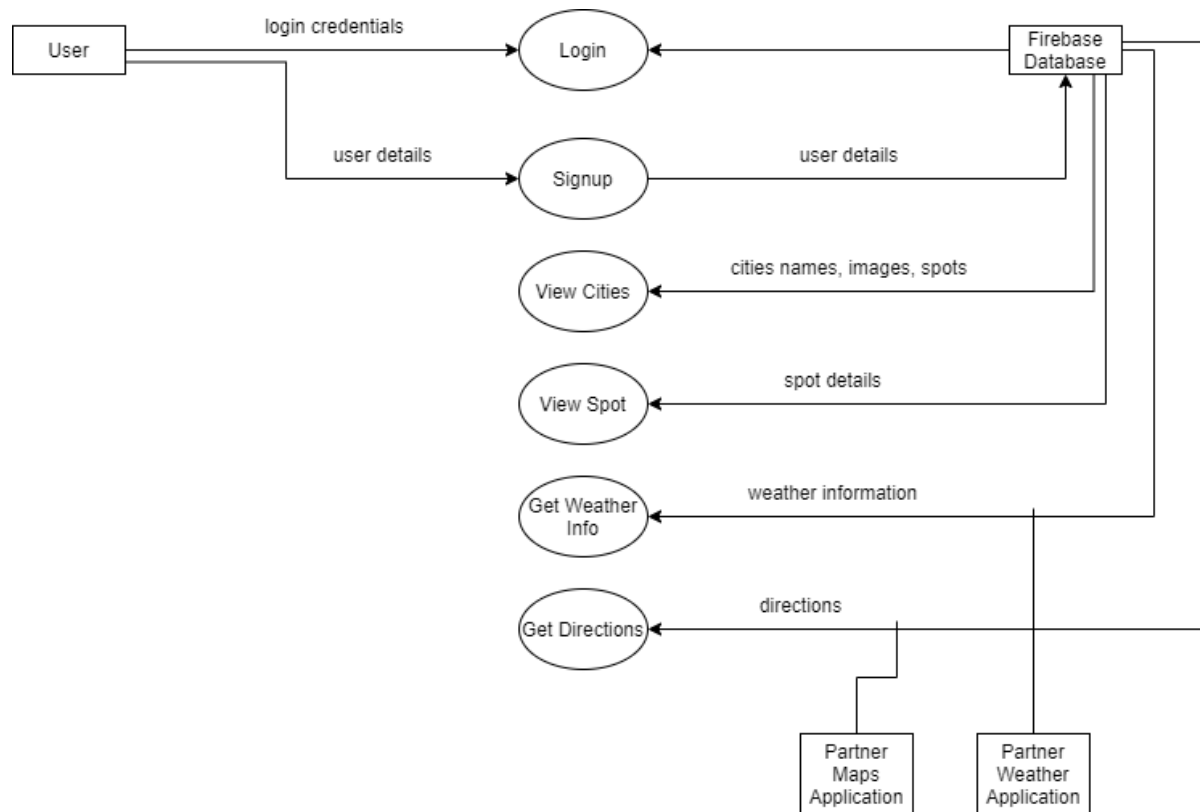 login credentials
User
Login
Firebase
Database
user details
Signup
user details
cities names, images, spots
View Cities
spot details
View Spot
weather information
Get Weather
Info
directions
Get Directions
Partner
Maps
Application
Partner
Weather
Application